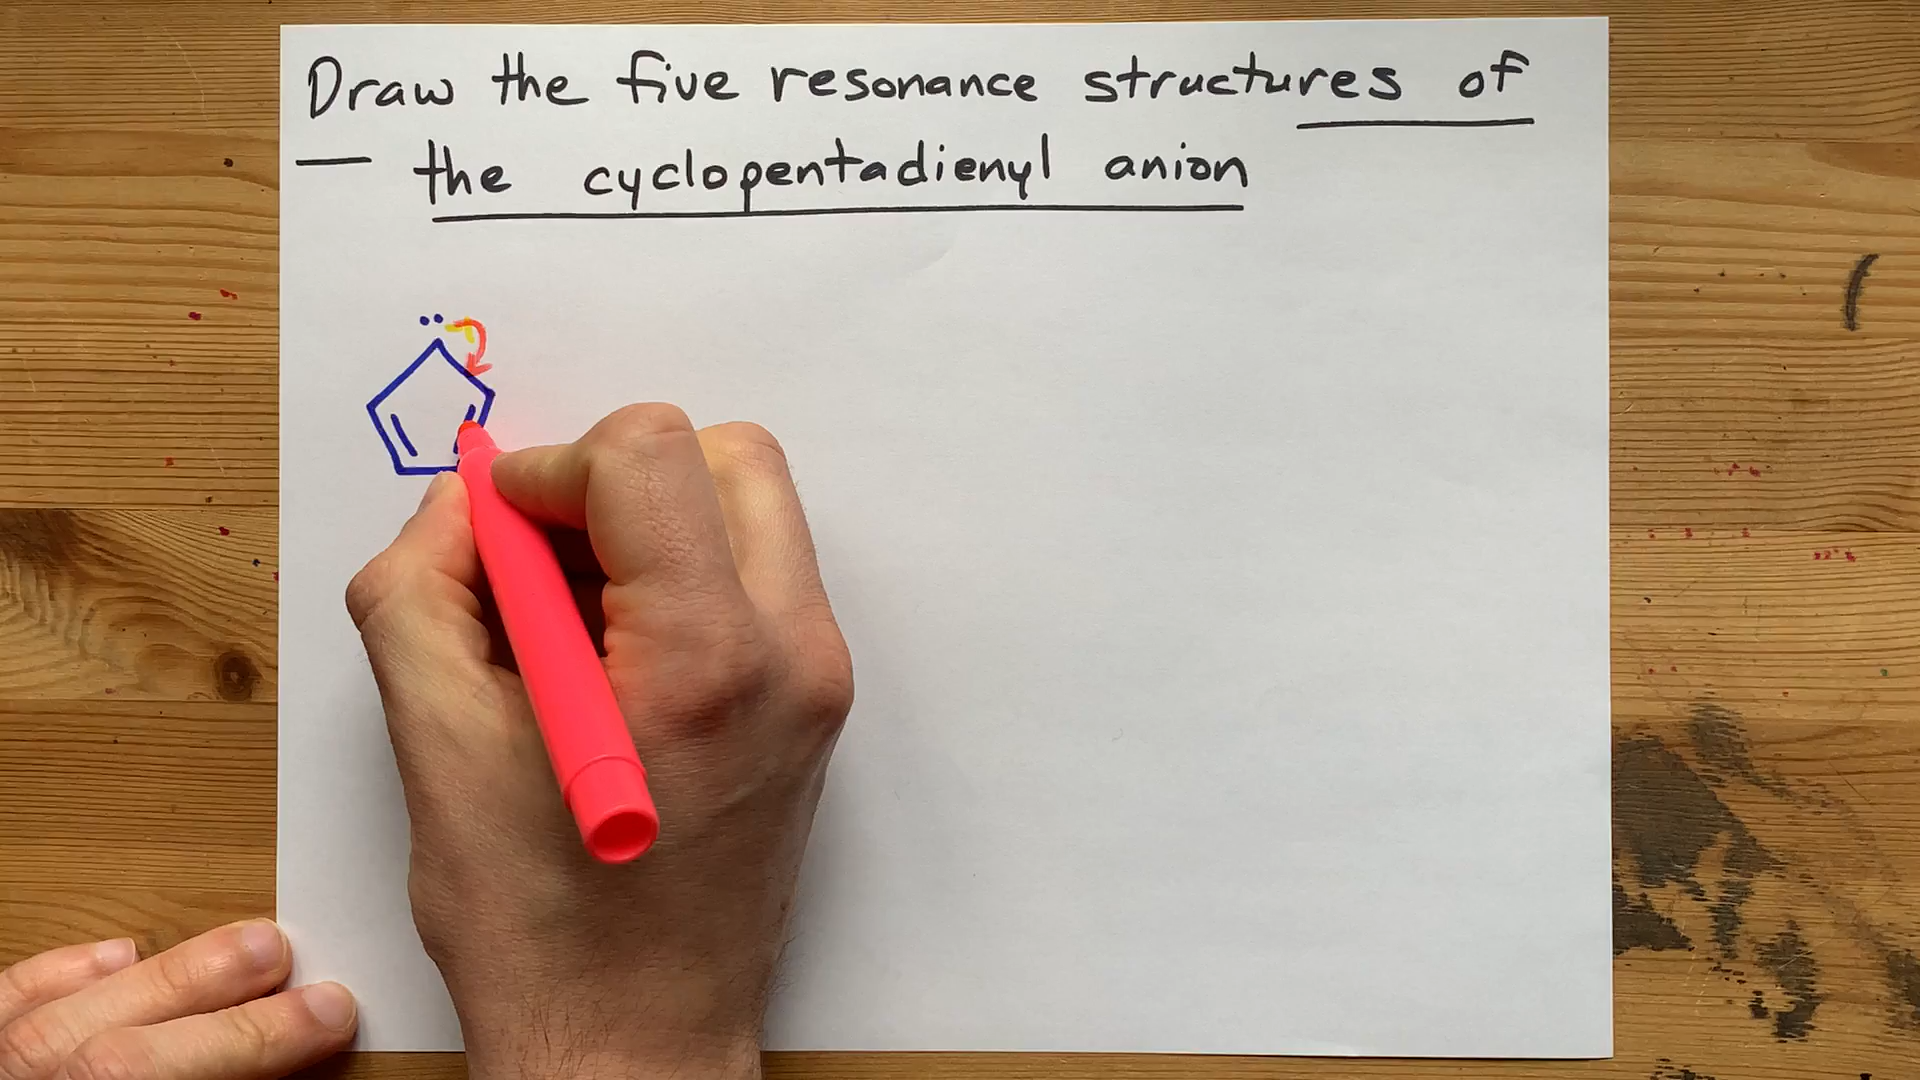 Draw the five resonance structures of
the cyclopentadienyl anion